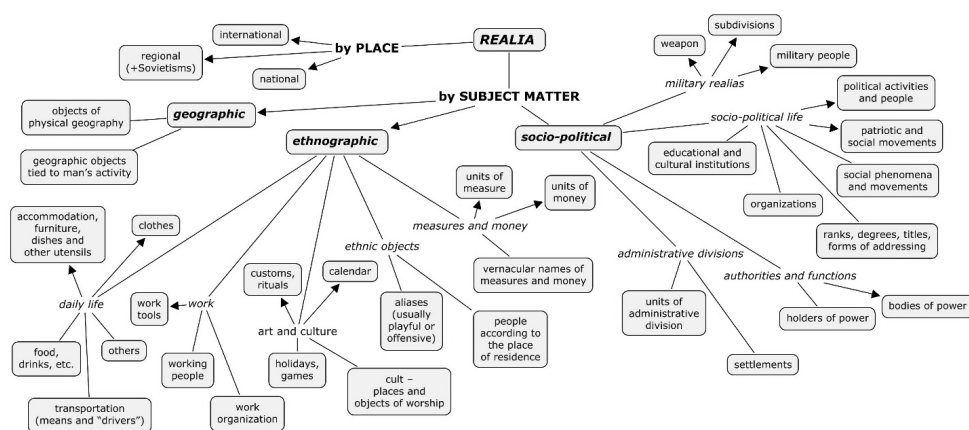 international
by PLACE
REALIA
regional
(+Sovietisms)
national
by SUBJECT MATTER
subdivisions
weapon
military people
military realias
objects of
physical geography
geographic
geographic objects
tied to man's activity
ethnographic
socio-political
political activities
and people
socio-political life
educational and
cultural institutions
patriotic and
social movements
social phenomena
and movements
organizations
ranks, degrees, titles,
forms of addressing
units of
measure
units of
money
measures and money
vernacular names of
measures and money
ethnic objects
aliases
(usually
playful or
offensive)
people
according to
the place
of residence
administrative divisions
units of
administrative
division
settlements
authorities and functions
holders of power
bodies of power
accommodation,
furniture,
dishes and
other utensils
clothes
daily life
food,
drinks, etc.
others
transportation
(means and "drivers")
work
tools
work
working
people
work
organization
customs,
rituals
calendar
art and culture
holidays,
games
cult –
places and
objects of worship